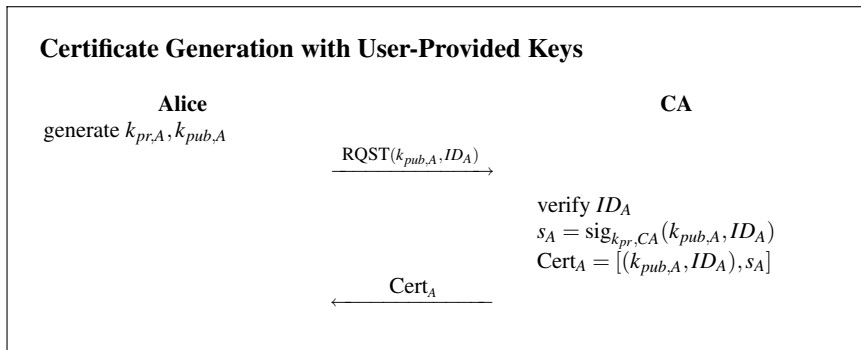 Certificate Generation with User-Provided Keys
Alice CA
generate k_{pr,A}, k_{pub,A}
RQST(k_{pub,A}, ID_A)
verify ID_A
s_A = sig_{k_{pr},CA}(k_{pub,A}, ID_A)
Cert_A = [(k_{pub,A}, ID_A), s_A]
Cert_A